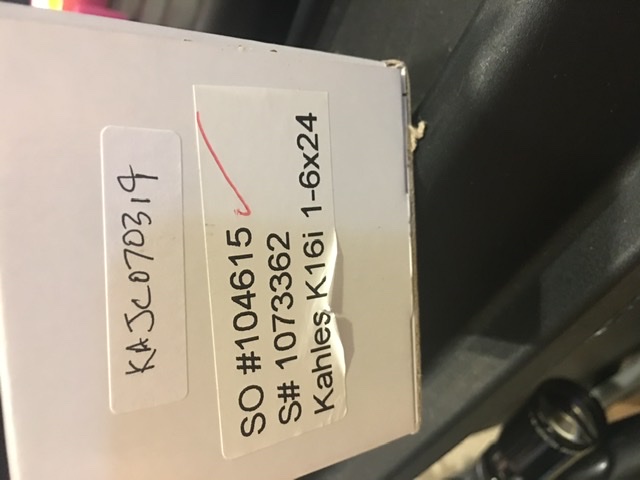 KAJC070319
SO #104615
S# 1073362
Kahles K16i 1-6x24